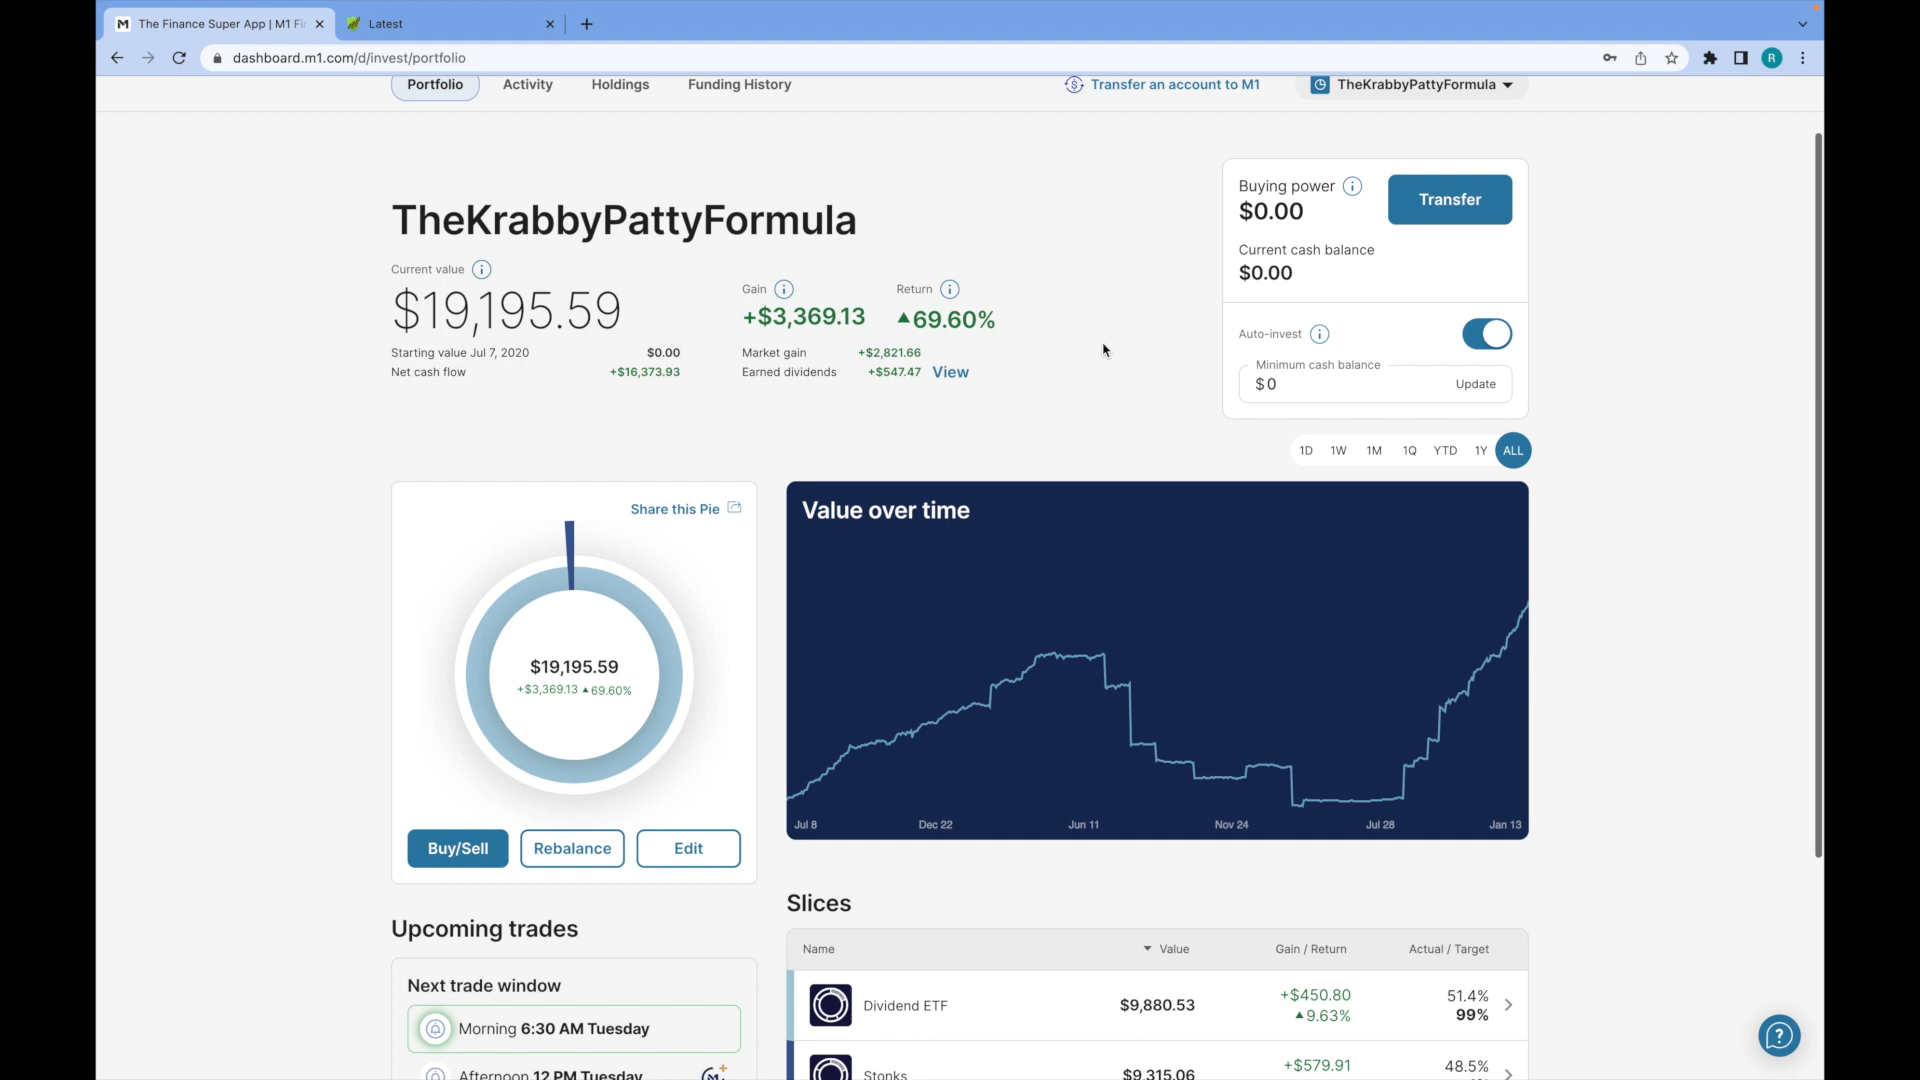 The Finance Super App | M1 Fi
Latest
dashboard.m1.com/d/invest/portfolio
R
Portfolio
Activity
Holdings
Funding History
Transfer an account to M1
TheKrabbyPattyFormula
TheKrabbyPattyFormula
Buying power
$0.00
Transfer
Current cash balance
$0.00
Current value
$19,195.59
Gain
+$3,369.13
Return
▲69.60%
Starting value Jul 7, 2020 $0.00
Net cash flow +$16,373.93
Market gain +$2,821.66
Earned dividends +$547.47 View
Auto-invest
Minimum cash balance
$0 Update
1D 1W 1M 1Q YTD 1Y ALL
Share this Pie
$19,195.59
+$3,369.13 ▲69.60%
Buy/Sell
Rebalance
Edit
Value over time
Jul 8 Dec 22 Jun 11 Nov 24 Jul 28 Jan 13
Upcoming trades
Next trade window
Morning 6:30 AM Tuesday
Afternoon 12 PM Tuesday
Slices
Name ▼ Value Gain / Return Actual / Target
Dividend ETF $9,880.53 +$450.80 51.4%
▲9.63% 99%
Stonks $9,315.06 +$579.91 48.5%